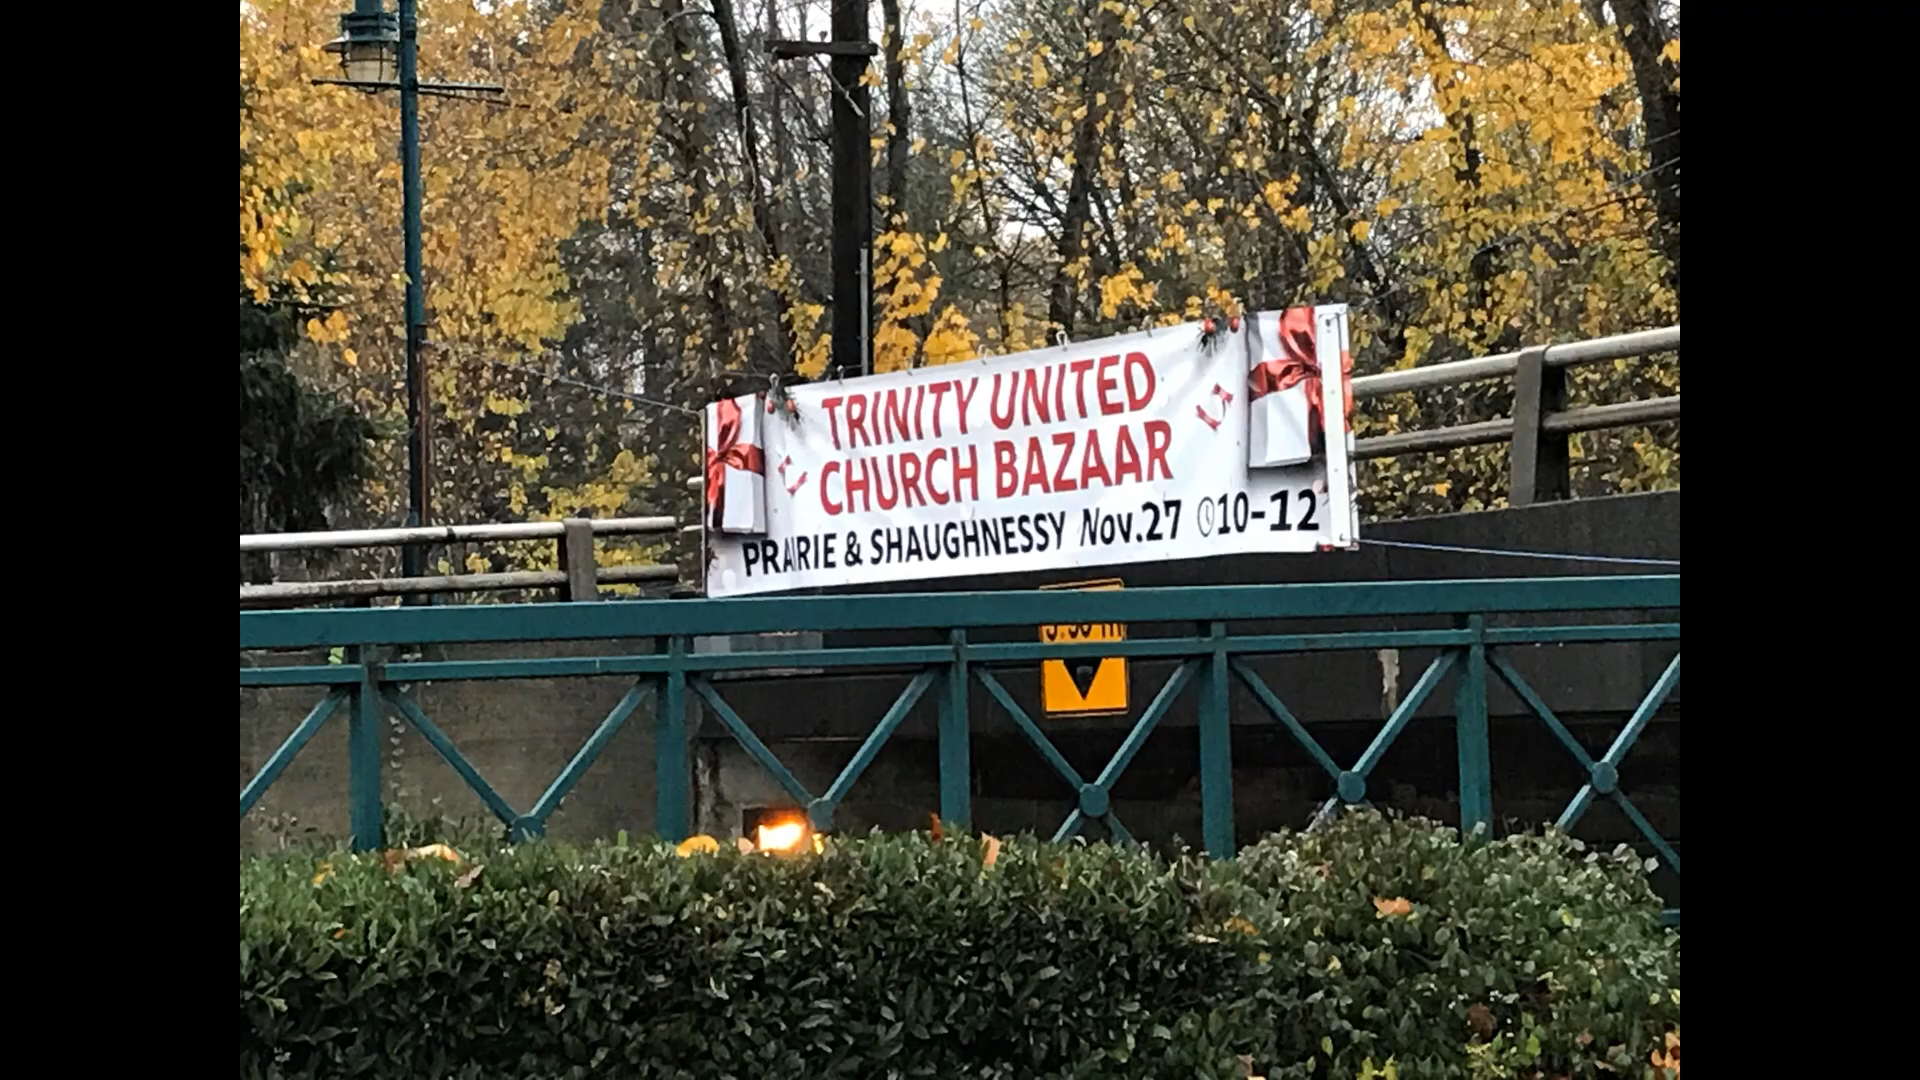 TRINITY UNITED
CHURCH BAZAAR
PRAIRIE & SHAUGHNESSY Nov.27 10-12